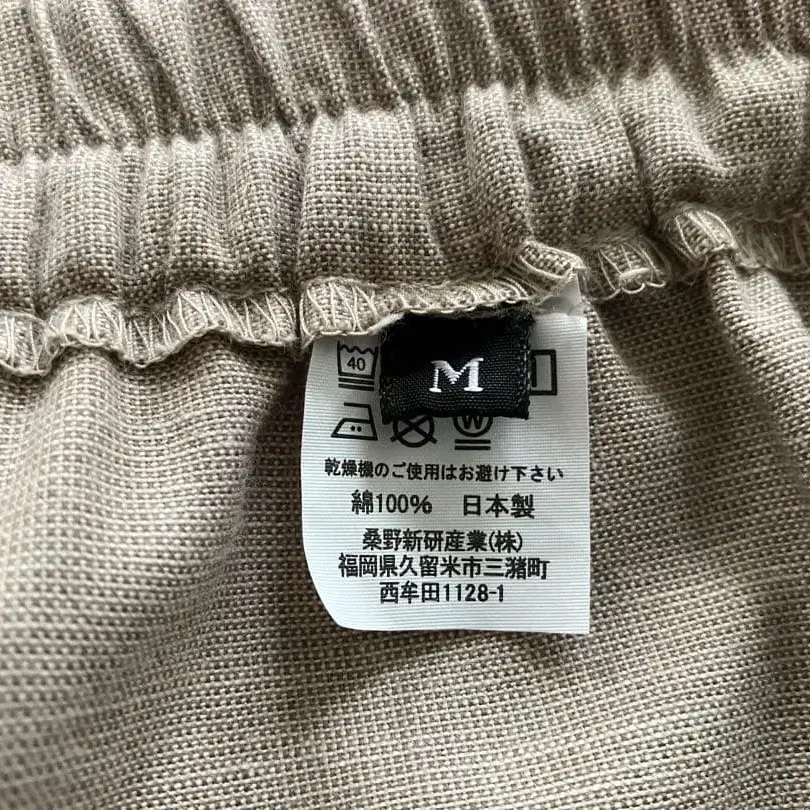 40
M
W
乾燥機のご使用はお避け下さい
綿100% 日本製
桑野新研産業(株)
福岡県久留米市三潴町
西牟田1128-1